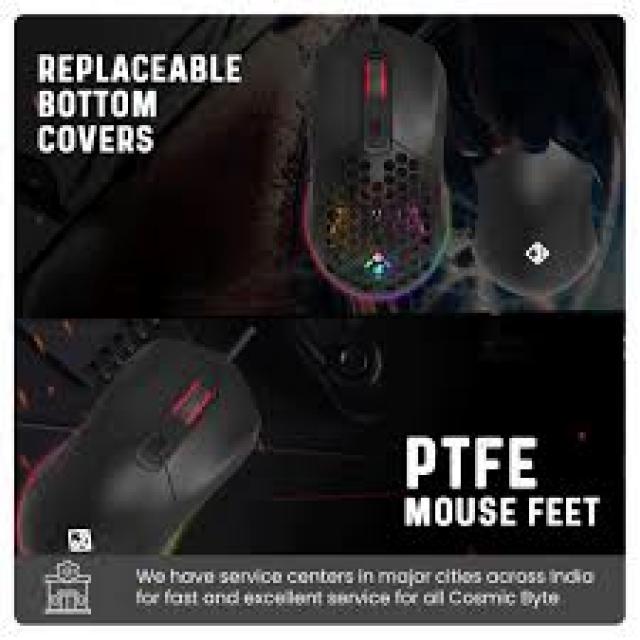 REPLACEABLE
BOTTOM
COVERS
PTFE
MOUSE FEET
We have service centers in major cities across India
for fast and excellent service for all Cosmic Byte